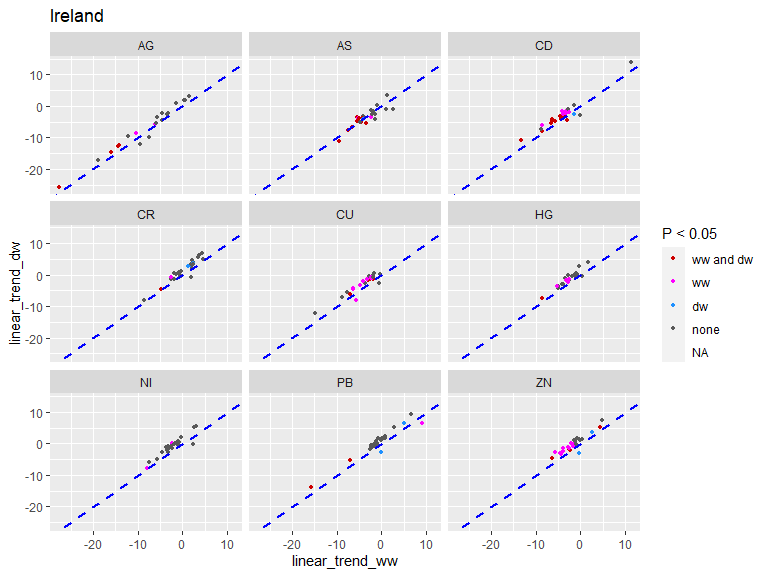 Ireland
AG AS CD
10
0
-10
-20
CR CU HG
10
0
-10
-20
NI PB ZN
10
0
-10
-20
-20 -10 0 10 -20 -10 0 10 -20 -10 0 10
linear_trend_ww
linear_trend_dw
P < 0.05
ww and dw
ww
dw
none
NA